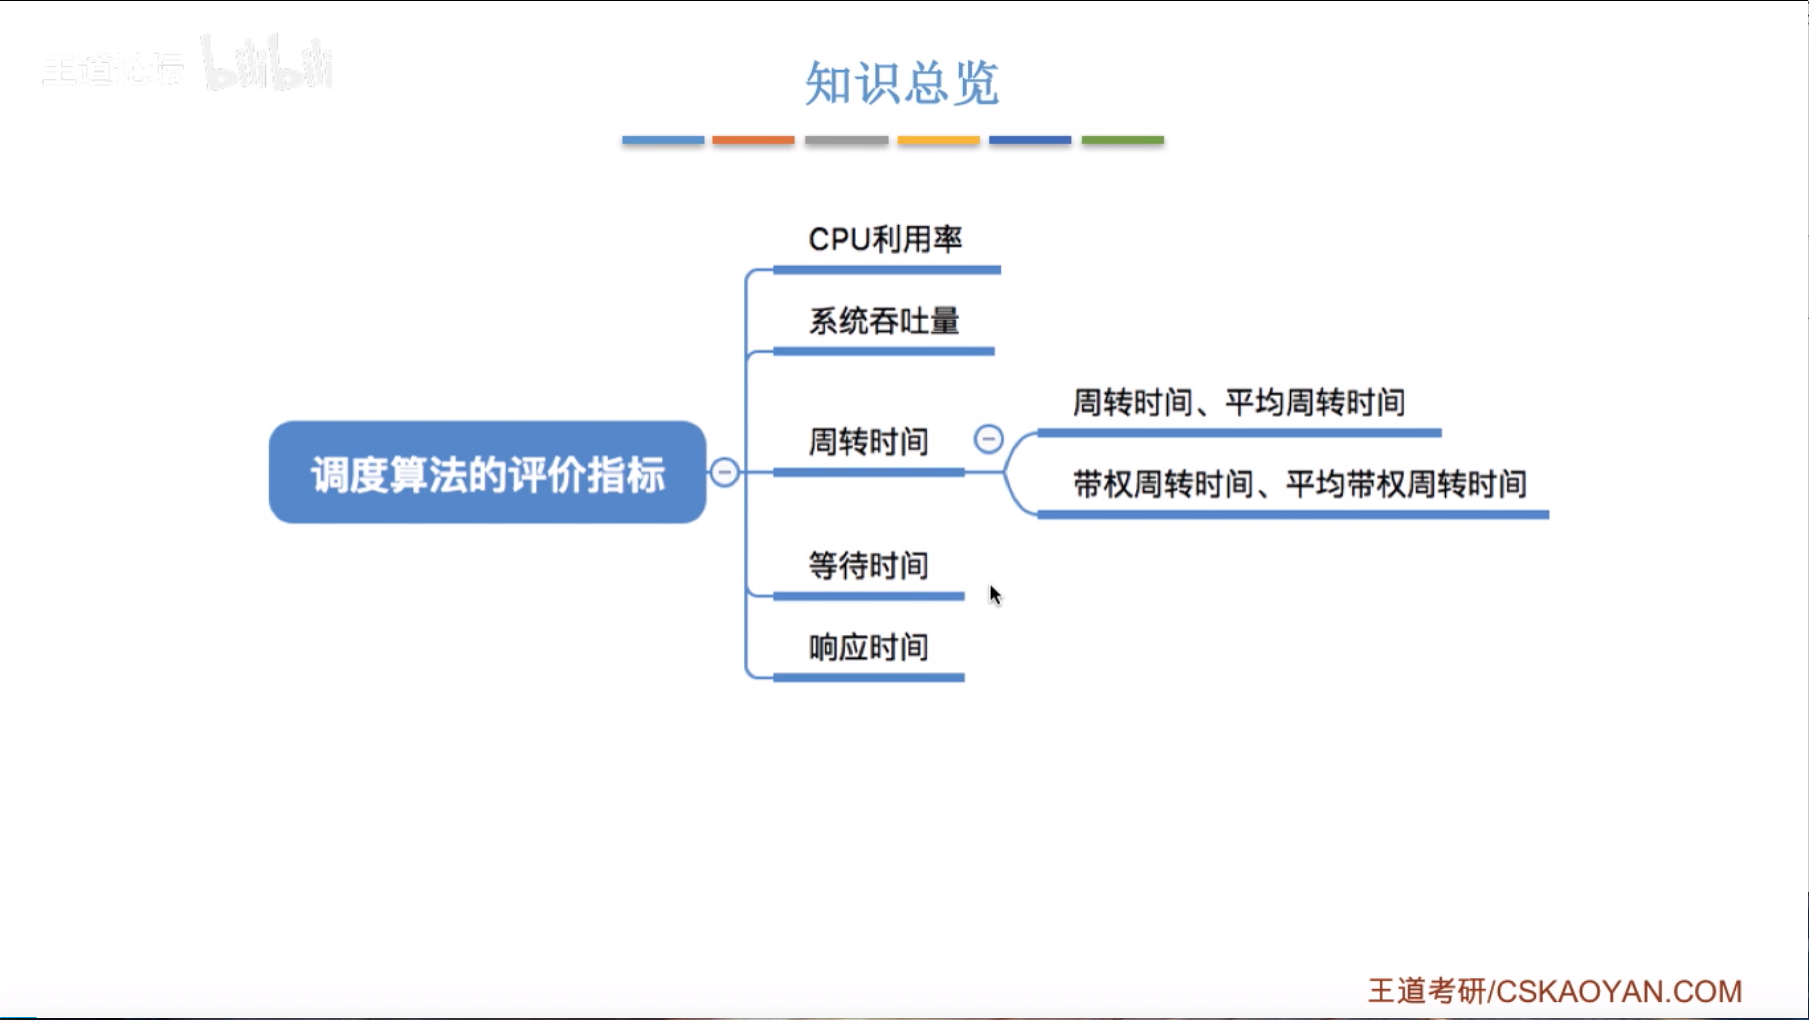 王道论坛 bilibili
知识总览
CPU利用率
系统吞吐量
周转时间、平均周转时间
周转时间
调度算法的评价指标
带权周转时间、平均带权周转时间
等待时间
响应时间
王道考研/CSKAOYAN.COM